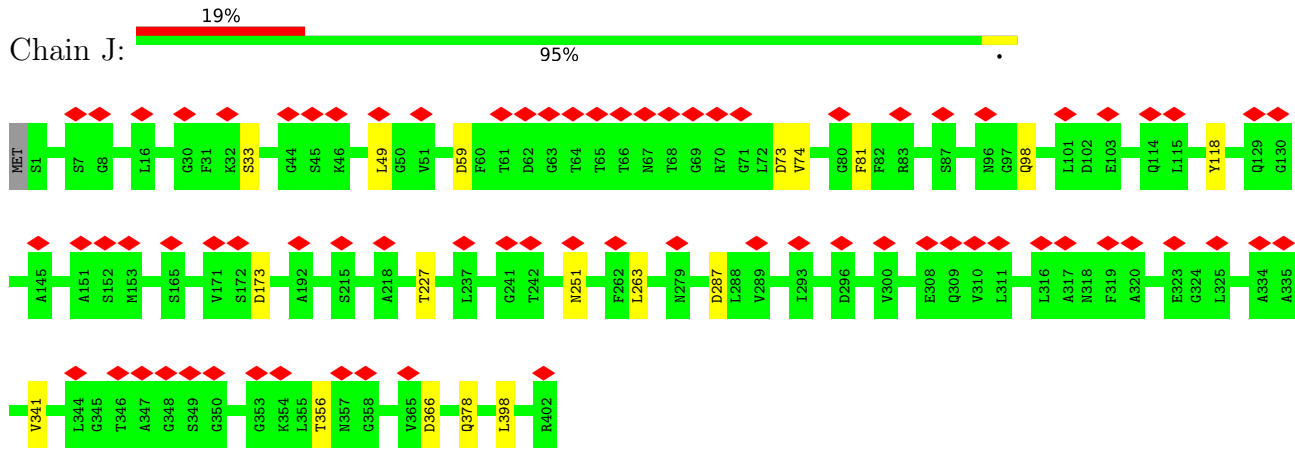 19%
Chain J:
95%
.
MET S1 S7 G8 L16 G30 F31 K32 S33 G44 S45 K46 L49 G50 V51 D59 F60 T61 D62 G63 T64 T65 T66 N67 T68 G69 R70 G71 L72 D73 V74 G80 F81 F82 R83 S87 N96 G97 Q98 L101 D102 E103 Q114 L115 Y118 Q129 G130
A145 A151 S152 M153 S165 V171 S172 D173 A192 S215 A218 T227 L237 G241 T242 N251 F262 L263 N279 D287 L288 V289 I293 D296 V300 E308 Q309 V310 L311 L316 A317 N318 F319 A320 E323 G324 L325 A334 A335
V341 L344 G345 T346 A347 G348 S349 G350 G353 K354 L355 T356 N357 G358 V365 D366 Q378 L398 R402